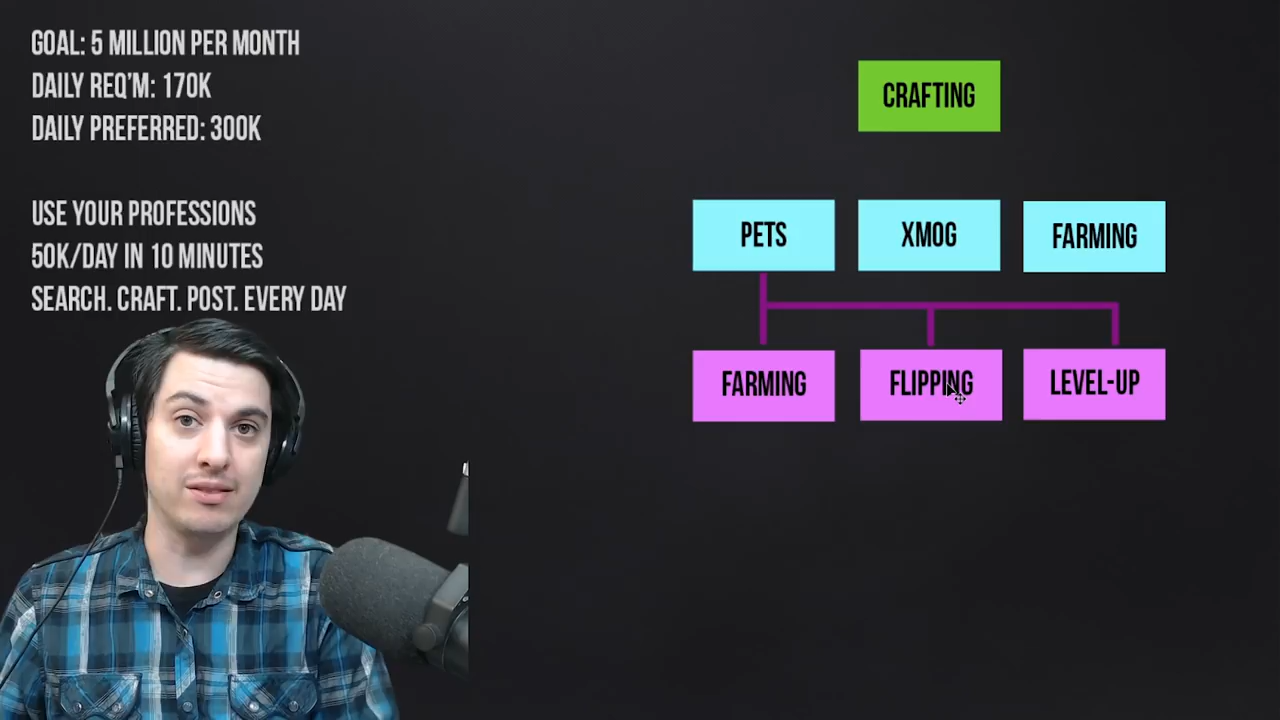 GOAL: 5 MILLION PER MONTH
DAILY REQ'M: 170K
DAILY PREFERRED: 300K
USE YOUR PROFESSIONS
50K/DAY IN 10 MINUTES
SEARCH. CRAFT. POST. EVERY DAY
CRAFTING
PETS
XMOG
FARMING
FARMING
FLIPPING
LEVEL-UP